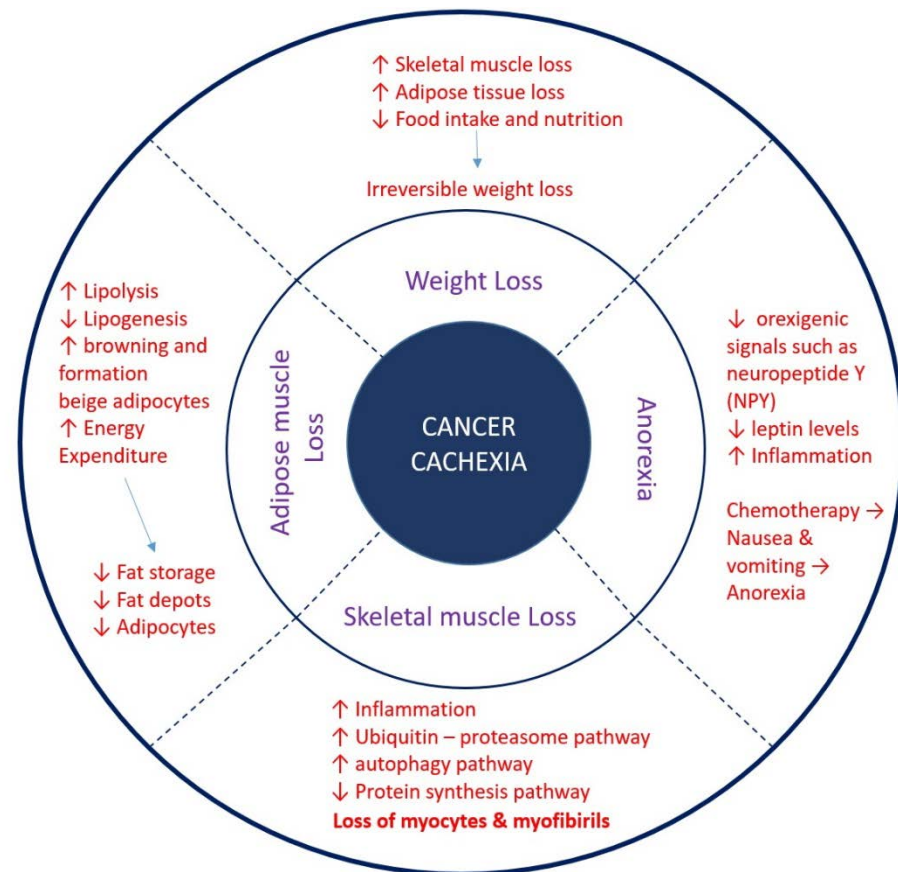 ↑ Skeletal muscle loss
↑ Adipose tissue loss
↓ Food intake and nutrition
Irreversible weight loss
Weight Loss
↑ Lipolysis
↓ Lipogenesis
↑ browning and
formation
beige adipocytes
↑ Energy
Expenditure
↓ Fat storage
↓ Fat depots
↓ Adipocytes
Adipose muscle
Loss
CANCER
CACHEXIA
Anorexia
↓ orexigenic
signals such as
neuropeptide Y
(NPY)
↓ leptin levels
↑ Inflammation
Chemotherapy →
Nausea &
vomiting →
Anorexia
Skeletal muscle Loss
↑ Inflammation
↑ Ubiquitin – proteasome pathway
↑ autophagy pathway
↓ Protein synthesis pathway
Loss of myocytes & myofibirils